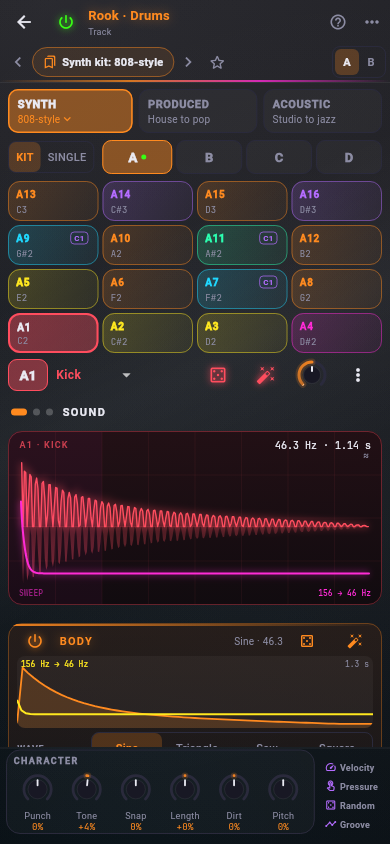 Rook · Drums
Track
Synth kit: 808-style
A B
SYNTH
808-style
PRODUCED
House to pop
ACOUSTIC
Studio to jazz
KIT SINGLE A B C D
A13 A14 A15 A16
C3 C#3 D3 D#3
A9 C1 A10 A11 C1 A12
G#2 A2 A#2 B2
A5 A6 A7 C1 A8
E2 F2 F#2 G2
A1 A2 A3 A4
C2 C#2 D2 D#2
A1 Kick
SOUND
A1 · KICK 46.3 Hz · 1.14 s
≈
SWEEP 156 → 46 Hz
BODY Sine · 46.3
156 Hz → 46 Hz 1.3 s
WAVE Sine Triangle Saw Square
CHARACTER
Punch Tone Snap Length Dirt Pitch
0% +4% 0% +0% 0% 0%
Velocity
Pressure
Random
Groove